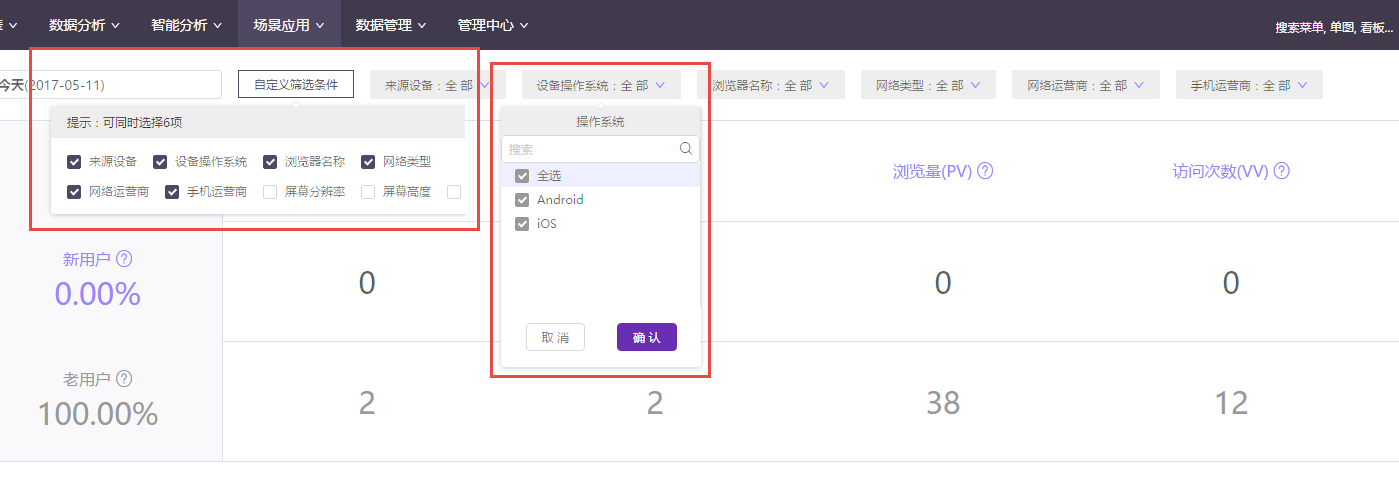 数据分析 智能分析 场景应用 数据管理 管理中心 搜索菜单, 单图, 看板...
今天(2017-05-11) 自定义筛选条件 来源设备：全 部 设备操作系统：全 部 浏览器名称：全 部 网络类型：全 部 网络运营商：全 部 手机运营商：全 部
提示：可同时选择6项
来源设备 设备操作系统 浏览器名称 网络类型
网络运营商 手机运营商 屏幕分辨率 屏幕高度
操作系统
搜索
全选
Android
iOS
取 消 确 认
浏览量(PV) ? 访问次数(VV) ?
新用户 ?
0.00%
0 0 0
老用户 ?
100.00%
2 2 38 12